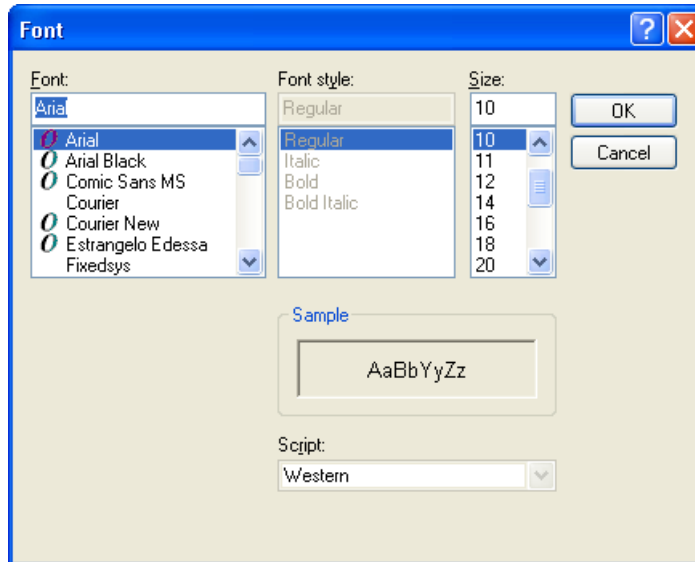 Font
Font:
Arial
Arial
Arial Black
Comic Sans MS
Courier
Courier New
Estrangelo Edessa
Fixedsys
Font style:
Regular
Regular
Italic
Bold
Bold Italic
Size:
10
10
11
12
14
16
18
20
OK
Cancel
Sample
AaBbYyZz
Script:
Western